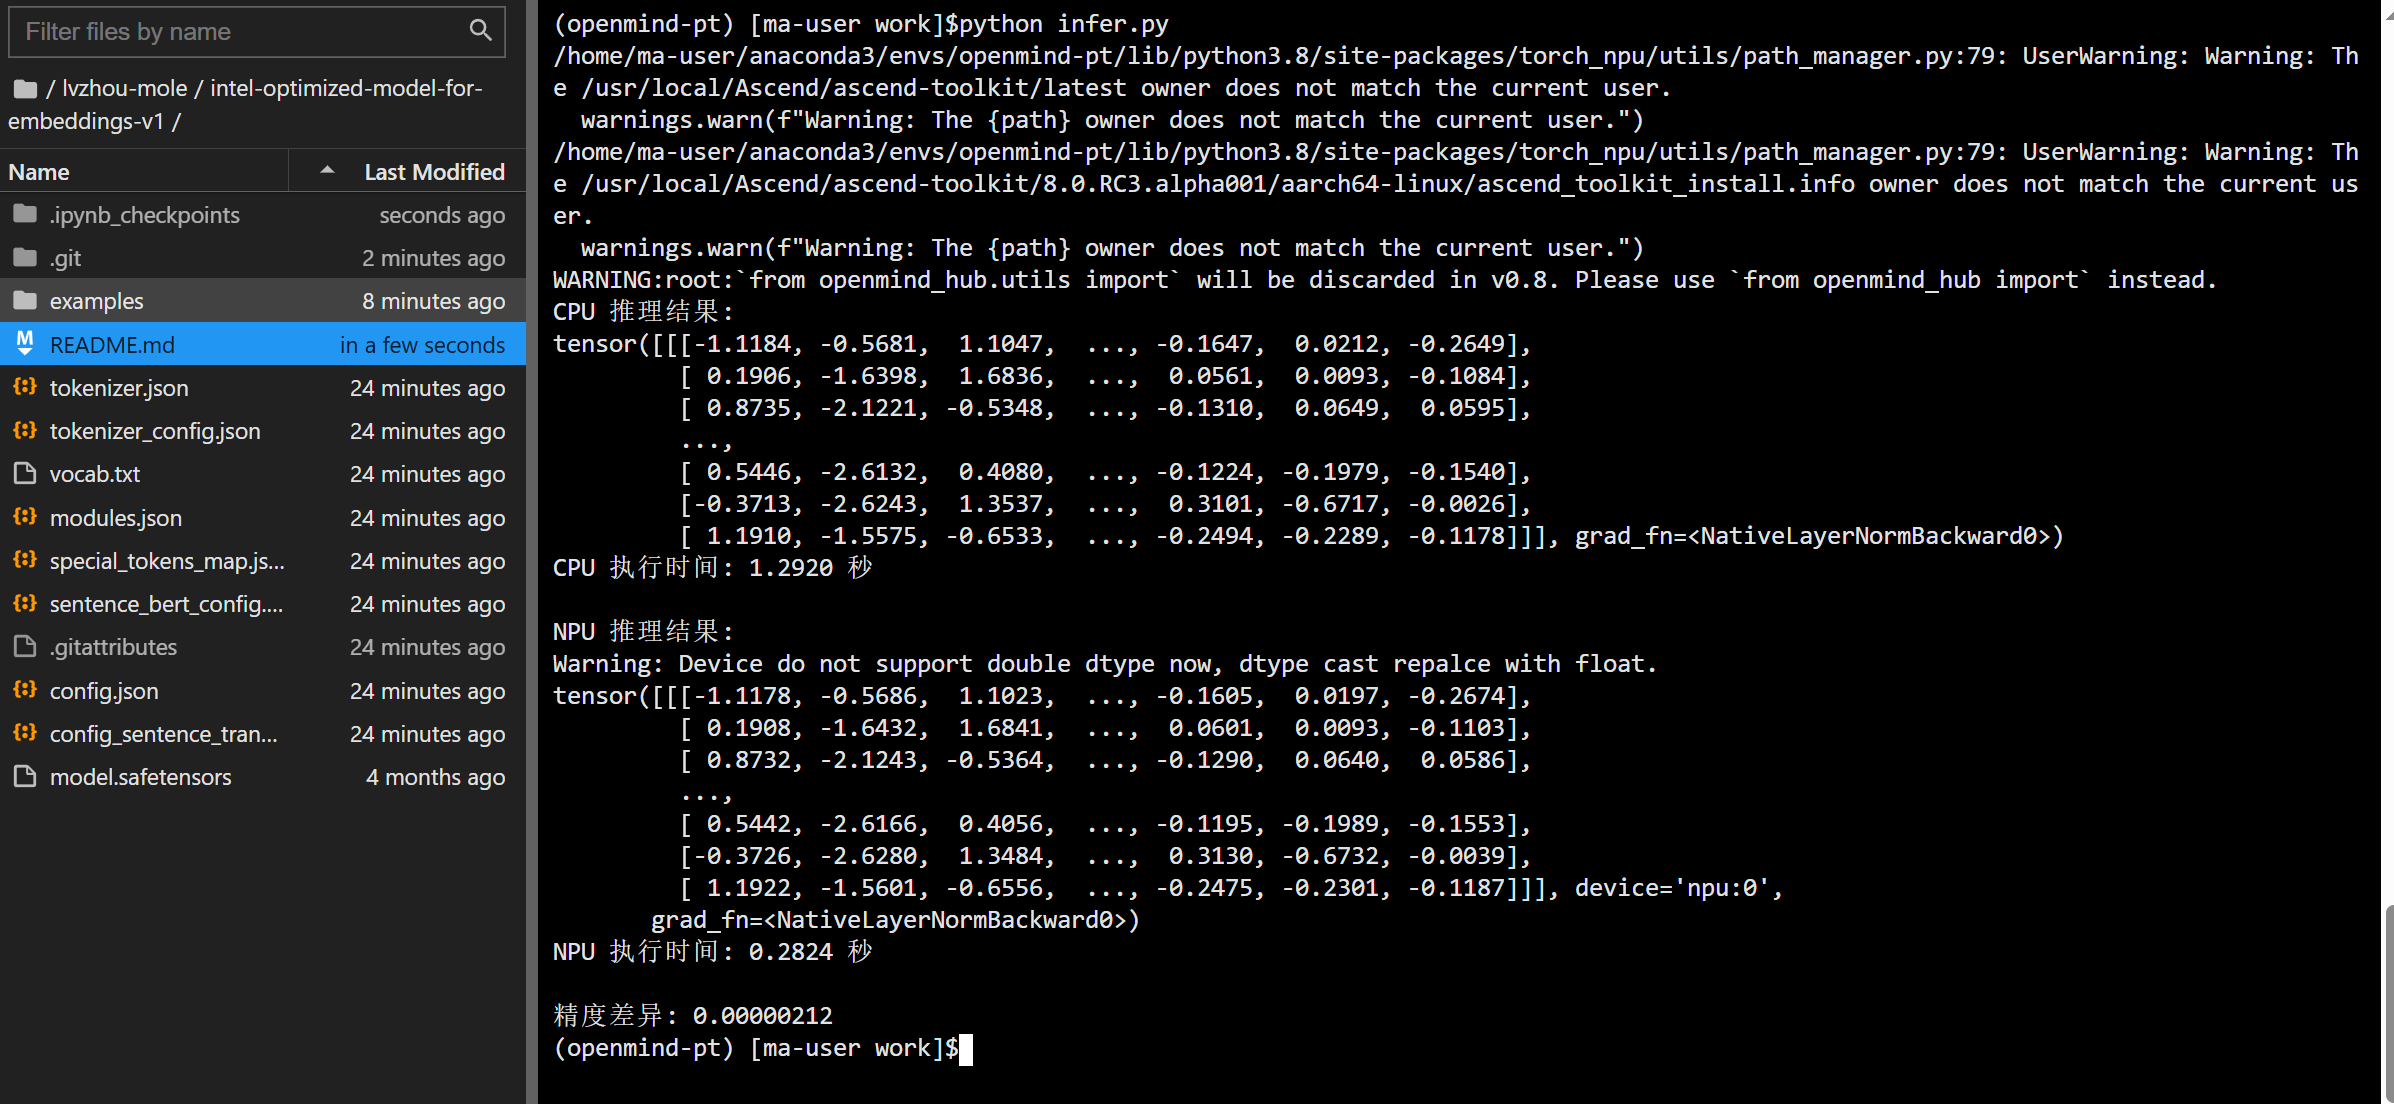 Filter files by name
/ lvzhou-mole / intel-optimized-model-for-
embeddings-v1 /
Name Last Modified
.ipynb_checkpoints seconds ago
.git 2 minutes ago
examples 8 minutes ago
README.md in a few seconds
tokenizer.json 24 minutes ago
tokenizer_config.json 24 minutes ago
vocab.txt 24 minutes ago
modules.json 24 minutes ago
special_tokens_map.js... 24 minutes ago
sentence_bert_config.... 24 minutes ago
.gitattributes 24 minutes ago
config.json 24 minutes ago
config_sentence_tran... 24 minutes ago
model.safetensors 4 months ago
(openmind-pt) [ma-user work]$python infer.py
/home/ma-user/anaconda3/envs/openmind-pt/lib/python3.8/site-packages/torch_npu/utils/path_manager.py:79: UserWarning: Warning: Th
e /usr/local/Ascend/ascend-toolkit/latest owner does not match the current user.
  warnings.warn(f"Warning: The {path} owner does not match the current user.")
/home/ma-user/anaconda3/envs/openmind-pt/lib/python3.8/site-packages/torch_npu/utils/path_manager.py:79: UserWarning: Warning: Th
e /usr/local/Ascend/ascend-toolkit/8.0.RC3.alpha001/aarch64-linux/ascend_toolkit_install.info owner does not match the current us
er.
  warnings.warn(f"Warning: The {path} owner does not match the current user.")
WARNING:root:`from openmind_hub.utils import` will be discarded in v0.8. Please use `from openmind_hub import` instead.
CPU 推理结果:
tensor([[[-1.1184, -0.5681,  1.1047,  ..., -0.1647,  0.0212, -0.2649],
         [ 0.1906, -1.6398,  1.6836,  ...,  0.0561,  0.0093, -0.1084],
         [ 0.8735, -2.1221, -0.5348,  ..., -0.1310,  0.0649,  0.0595],
         ...,
         [ 0.5446, -2.6132,  0.4080,  ..., -0.1224, -0.1979, -0.1540],
         [-0.3713, -2.6243,  1.3537,  ...,  0.3101, -0.6717, -0.0026],
         [ 1.1910, -1.5575, -0.6533,  ..., -0.2494, -0.2289, -0.1178]]], grad_fn=<NativeLayerNormBackward0>)
CPU 执行时间: 1.2920 秒
NPU 推理结果:
Warning: Device do not support double dtype now, dtype cast repalce with float.
tensor([[[-1.1178, -0.5686,  1.1023,  ..., -0.1605,  0.0197, -0.2674],
         [ 0.1908, -1.6432,  1.6841,  ...,  0.0601,  0.0093, -0.1103],
         [ 0.8732, -2.1243, -0.5364,  ..., -0.1290,  0.0640,  0.0586],
         ...,
         [ 0.5442, -2.6166,  0.4056,  ..., -0.1195, -0.1989, -0.1553],
         [-0.3726, -2.6280,  1.3484,  ...,  0.3130, -0.6732, -0.0039],
         [ 1.1922, -1.5601, -0.6556,  ..., -0.2475, -0.2301, -0.1187]]], device='npu:0',
       grad_fn=<NativeLayerNormBackward0>)
NPU 执行时间: 0.2824 秒
精度差异: 0.00000212
(openmind-pt) [ma-user work]$